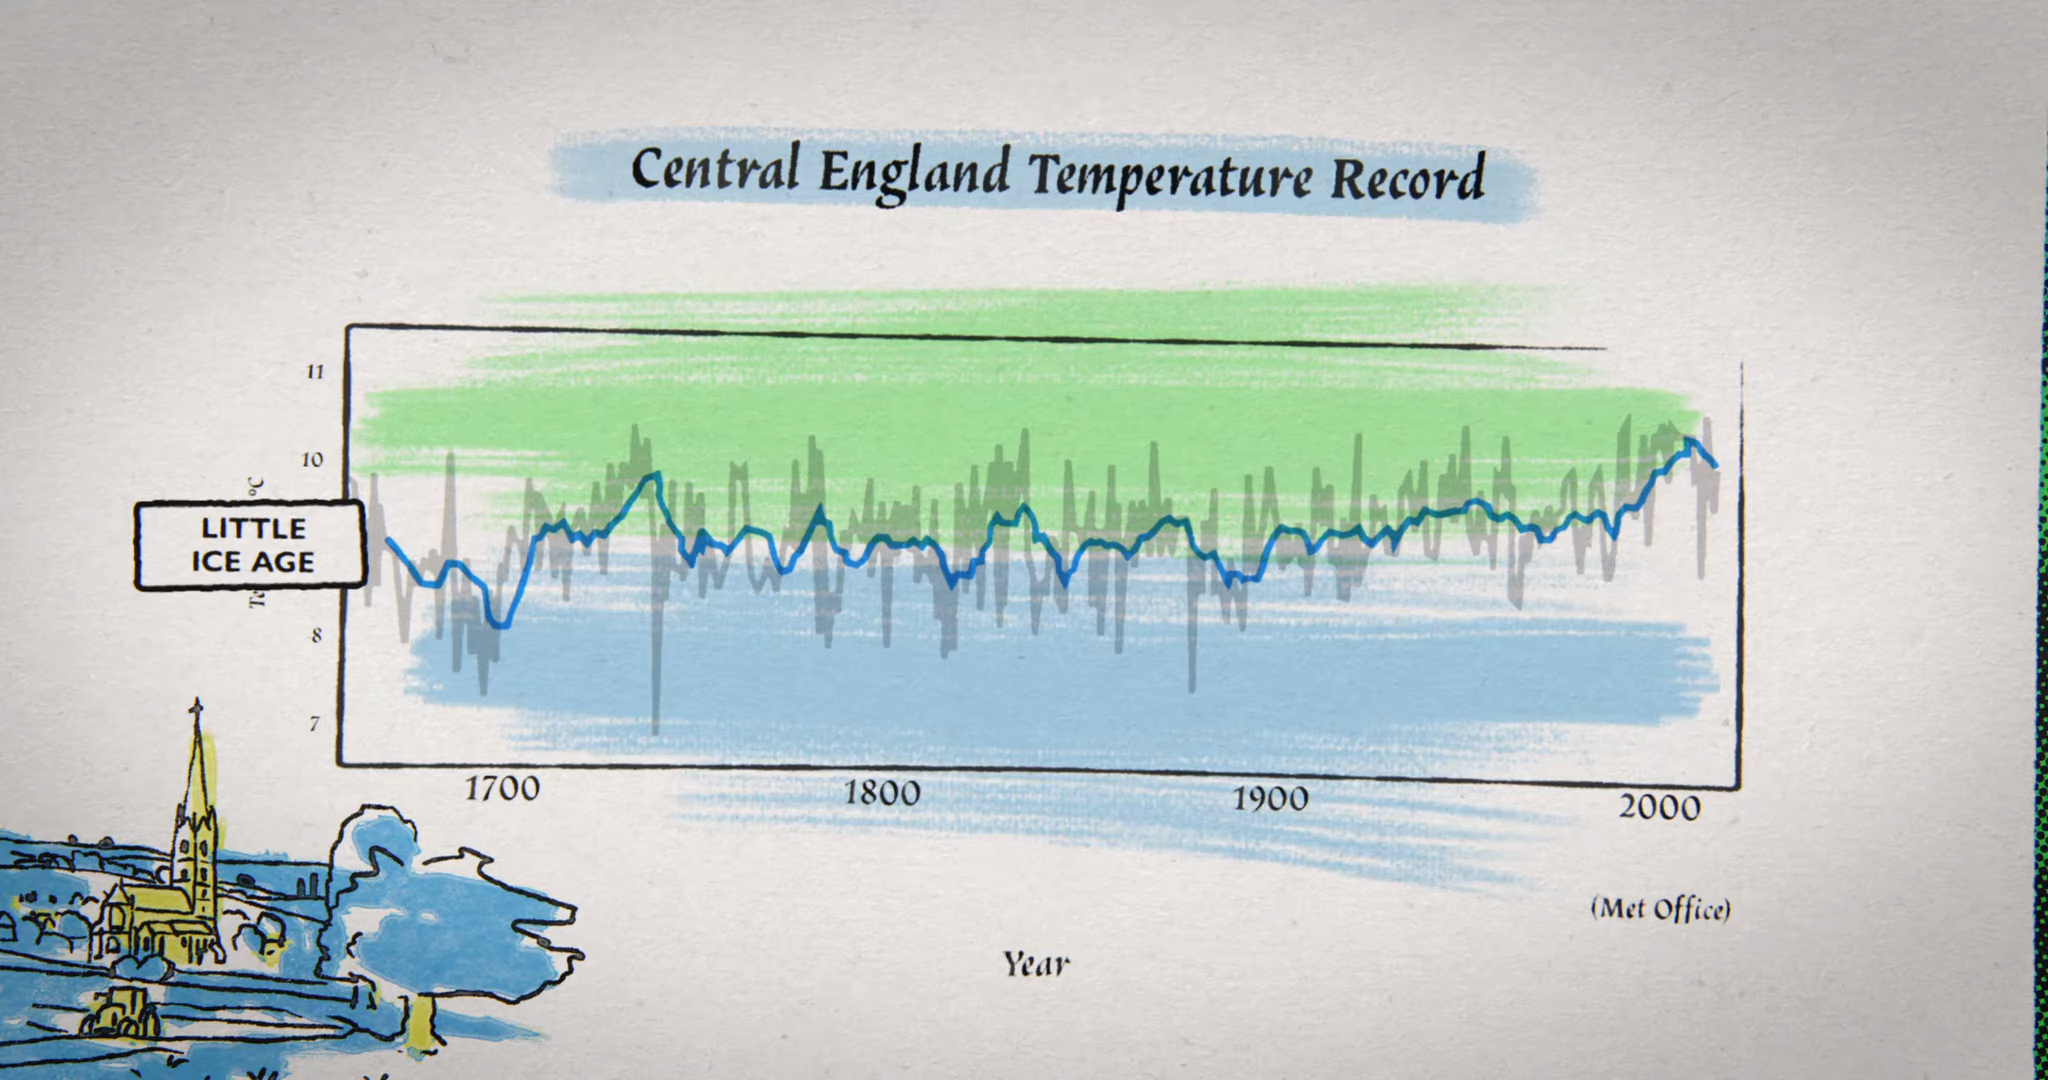 Central England Temperature Record
11
10
°C
LITTLE
ICE AGE
8
7
1700
1800
1900
2000
(Met Office)
Year